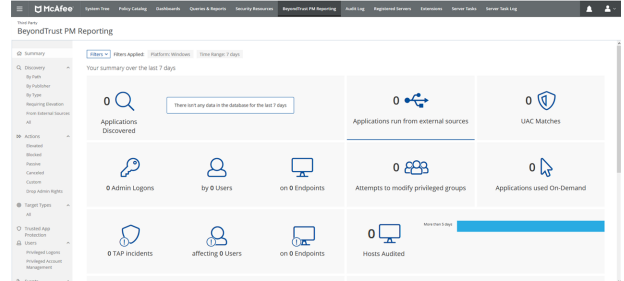 McAfee System Tree Policy Catalog Dashboards Queries & Reports Security Resources BeyondTrust PM Reporting Audit Log Registered Servers Extensions Server Tasks Server Task Log
Third Party
BeyondTrust PM Reporting
Summary
Discovery
By Path
By Publisher
By Type
Requiring Elevation
From External Sources
All
Actions
Elevated
Blocked
Passive
Canceled
Custom
Drop Admin Rights
Target Types
All
Trusted App
Protection
Users
Privileged Logons
Privileged Account
Management
Filters Filters Applied: Platform: Windows Time Range: 7 days
Your summary over the last 7 days
0
Applications
Discovered
There isn't any data in the database for the last 7 days
0
Applications run from external sources
0
UAC Matches
0 Admin Logons
by 0 Users
on 0 Endpoints
0
Attempts to modify privileged groups
0
Applications used On-Demand
0 TAP incidents
affecting 0 Users
on 0 Endpoints
0
Hosts Audited
More than 5 days